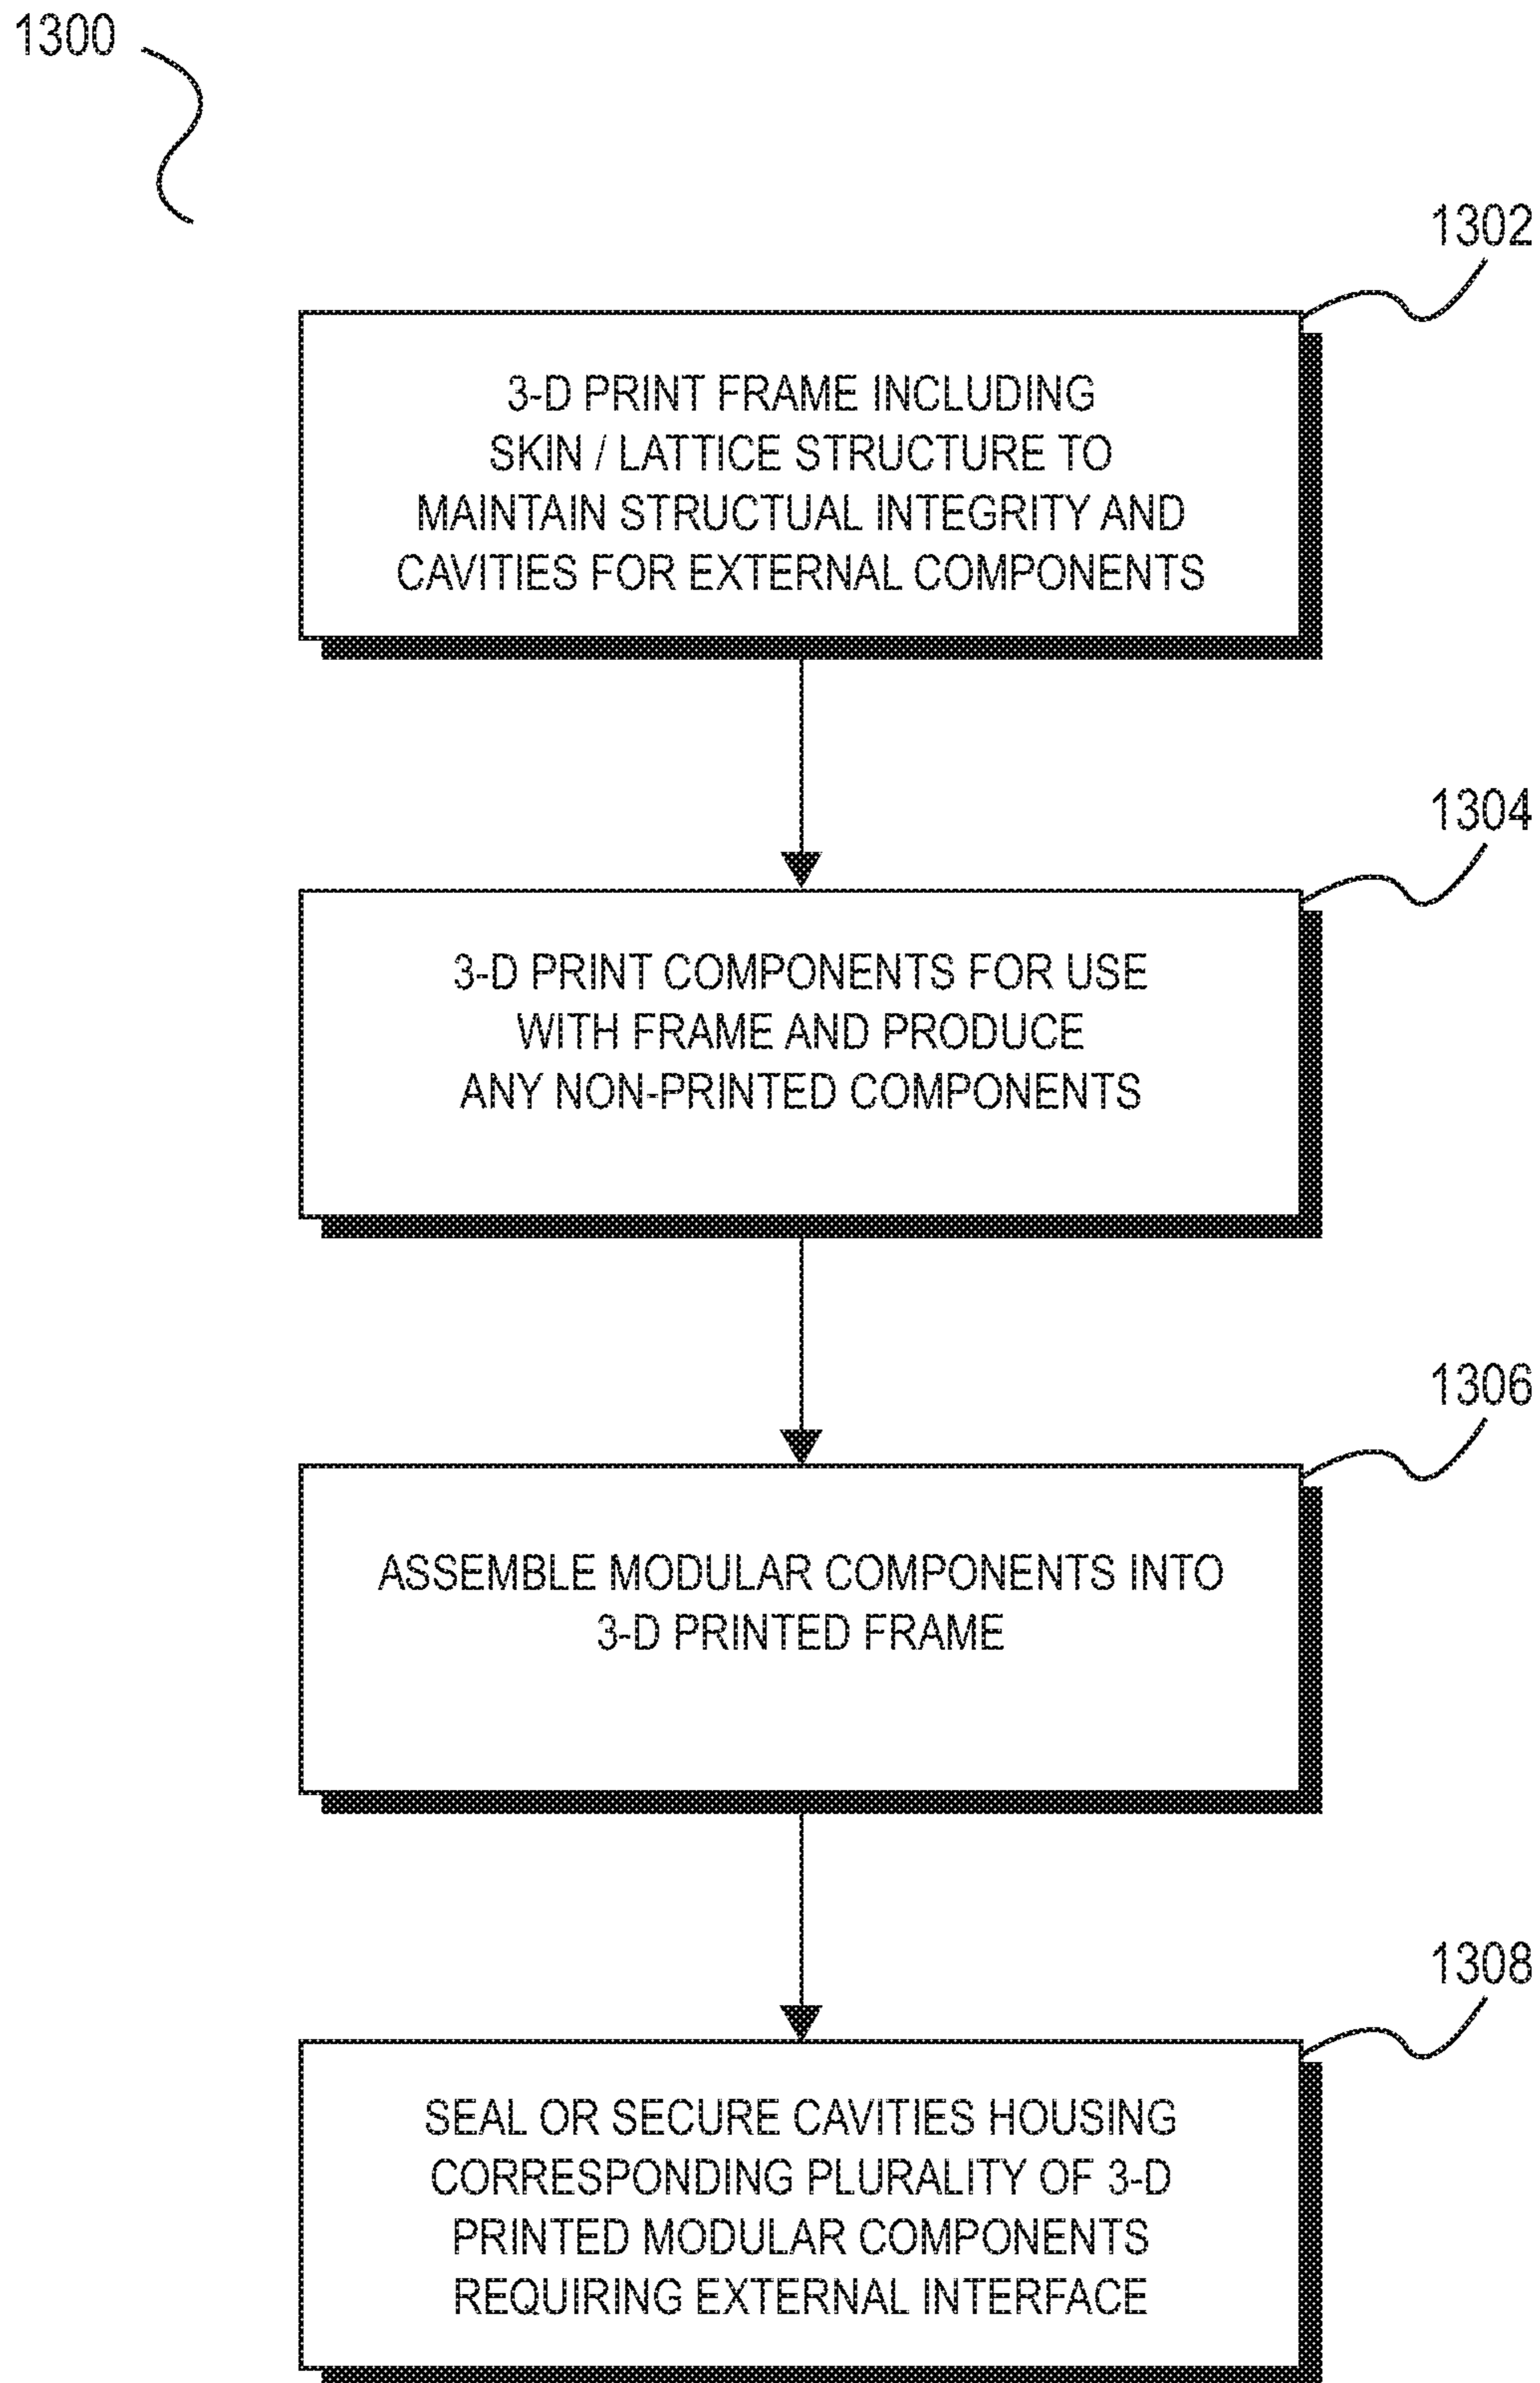 1300
1302
3-D PRINT FRAME INCLUDING
SKIN / LATTICE STRUCTURE TO
MAINTAIN STRUCTUAL INTEGRITY AND
CAVITIES FOR EXTERNAL COMPONENTS
1304
3-D PRINT COMPONENTS FOR USE
WITH FRAME AND PRODUCE
ANY NON-PRINTED COMPONENTS
1306
ASSEMBLE MODULAR COMPONENTS INTO
3-D PRINTED FRAME
1308
SEAL OR SECURE CAVITIES HOUSING
CORRESPONDING PLURALITY OF 3-D
PRINTED MODULAR COMPONENTS
REQUIRING EXTERNAL INTERFACE